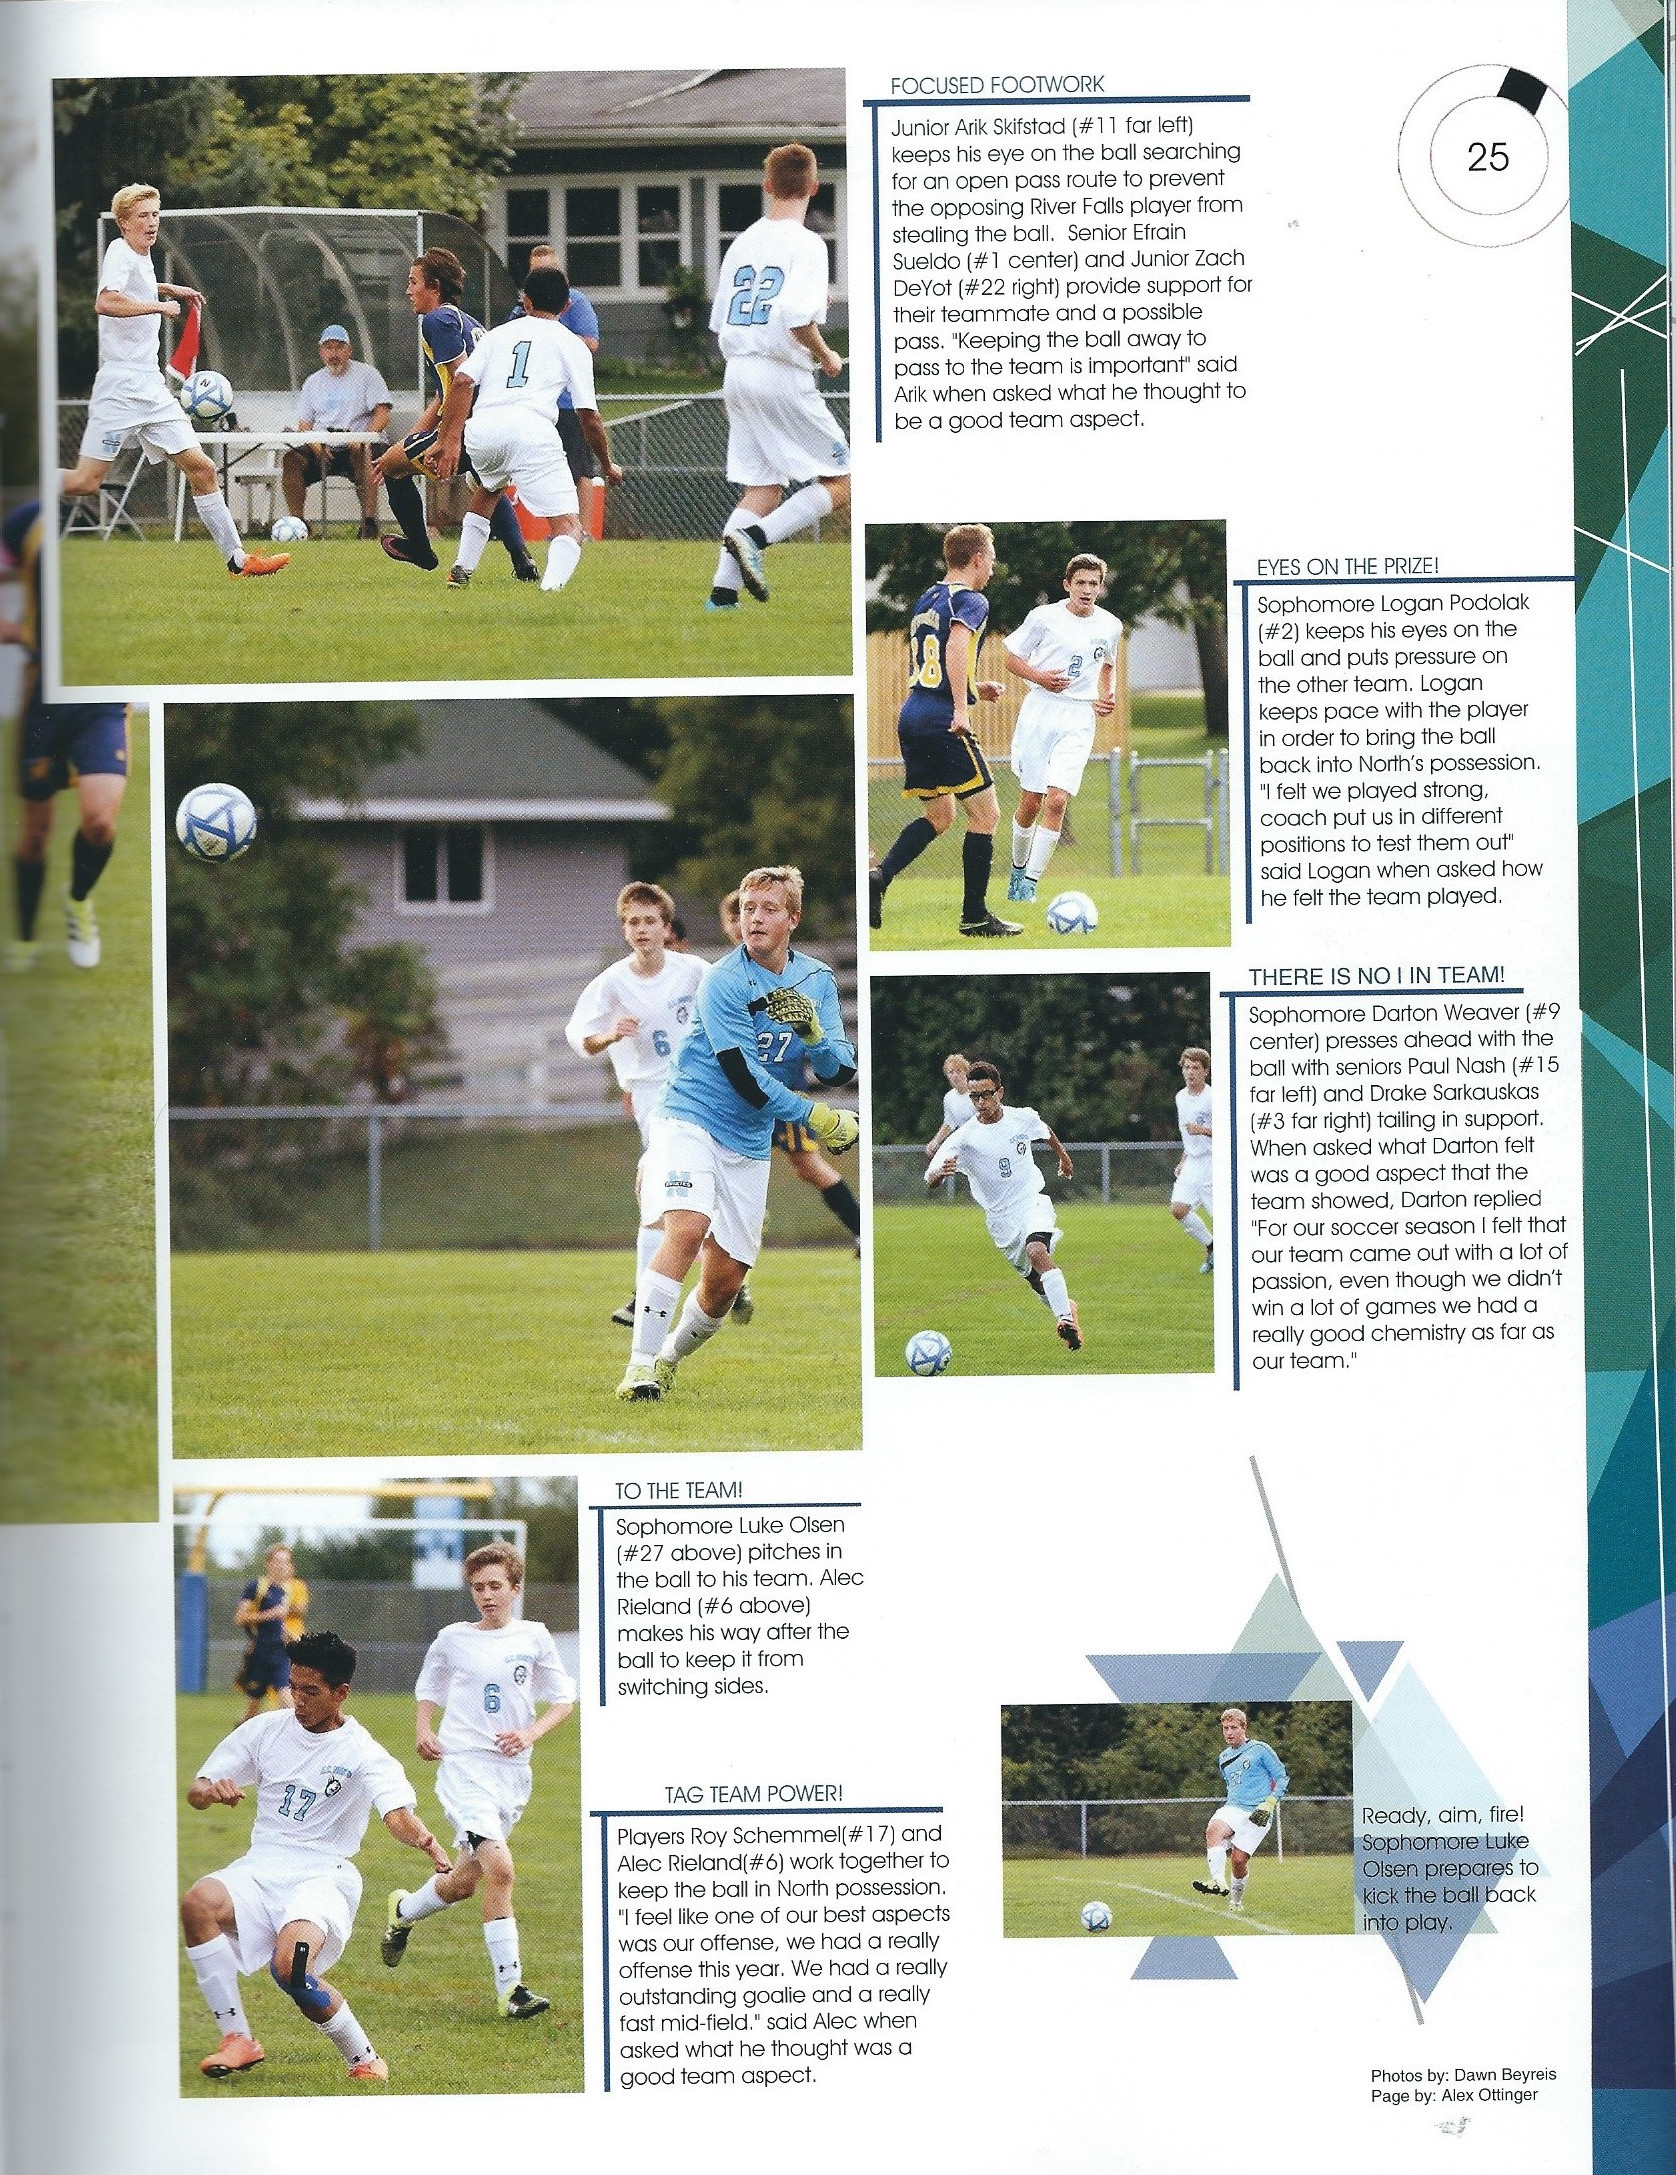 FOCUSED FOOTWORK
Junior Arik Skifstad (#11 far left)
keeps his eye on the ball searching
for an open pass route to prevent
the opposing River Falls player from
stealing the ball. Senior Efrain
Sueldo (#1 center) and Junior Zach
DeYot (#22 right) provide support for
their teammate and a possible
pass. "Keeping the ball away to
pass to the team is important" said
Arik when asked what he thought to
be a good team aspect.
25
22
1
EYES ON THE PRIZE!
Sophomore Logan Podolak
(#2) keeps his eyes on the
ball and puts pressure on
the other team. Logan
keeps pace with the player
in order to bring the ball
back into North's possession.
"I felt we played strong,
coach put us in different
positions to test them out"
said Logan when asked how
he felt the team played.
18
2
6
27
THERE IS NO I IN TEAM!
Sophomore Darton Weaver (#9
center) presses ahead with the
ball with seniors Paul Nash (#15
far left) and Drake Sarkauskas
(#3 far right) tailing in support.
When asked what Darton felt
was a good aspect that the
team showed, Darton replied
"For our soccer season I felt that
our team came out with a lot of
passion, even though we didn't
win a lot of games we had a
really good chemistry as far as
our team."
9
TO THE TEAM!
Sophomore Luke Olsen
(#27 above) pitches in
the ball to his team. Alec
Rieland (#6 above)
makes his way after the
ball to keep it from
switching sides.
6
17
TAG TEAM POWER!
Players Roy Schemmel(#17) and
Alec Rieland(#6) work together to
keep the ball in North possession.
"I feel like one of our best aspects
was our offense, we had a really
offense this year. We had a really
outstanding goalie and a really
fast mid-field." said Alec when
asked what he thought was a
good team aspect.
Ready, aim, fire!
Sophomore Luke
Olsen prepares to
kick the ball back
into play.
Photos by: Dawn Beyreis
Page by: Alex Ottinger